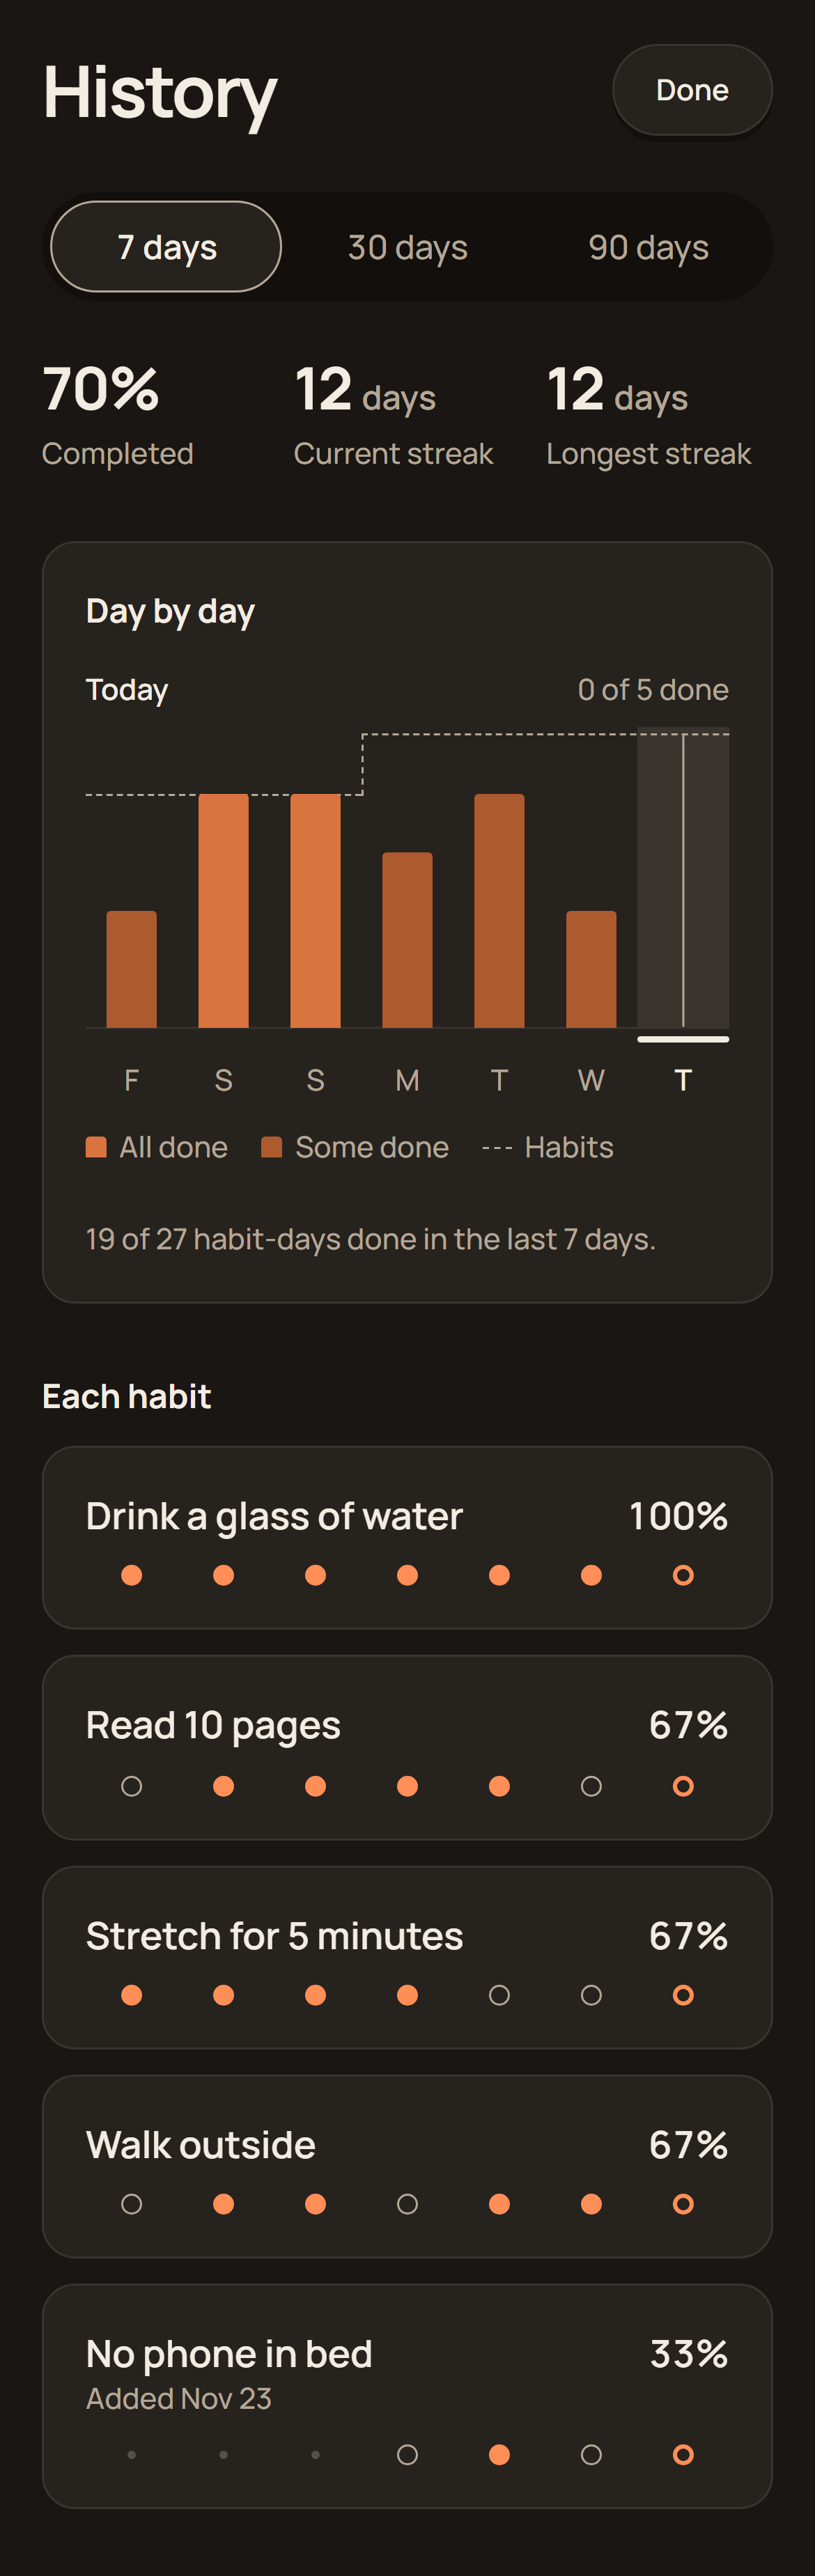 History
Done
7 days
30 days
90 days
70%
12 days
12 days
Completed
Current streak
Longest streak
Day by day
Today
0 of 5 done
F S S M T W T
All done
Some done
Habits
19 of 27 habit-days done in the last 7 days.
Each habit
Drink a glass of water
100%
Read 10 pages
67%
Stretch for 5 minutes
67%
Walk outside
67%
No phone in bed
33%
Added Nov 23